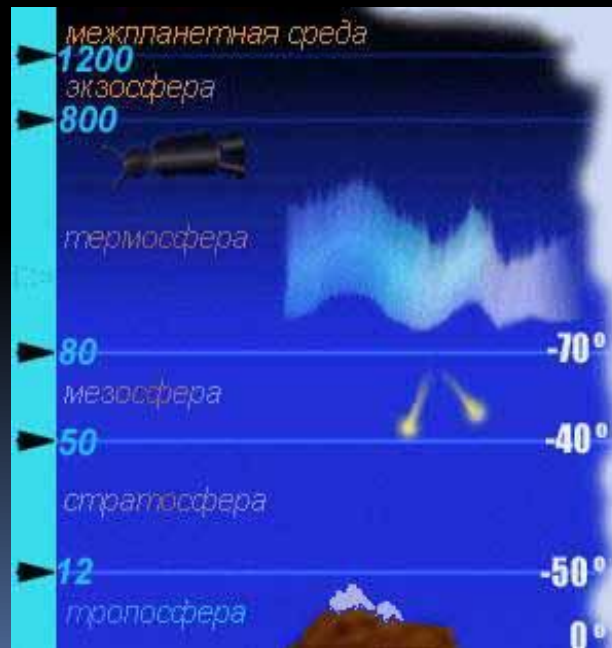 межпланетная среда
1200
экзосфера
800
термосфера
80 -70°
мезосфера
50 -40°
стратосфера
12 -50°
тропосфера 0°